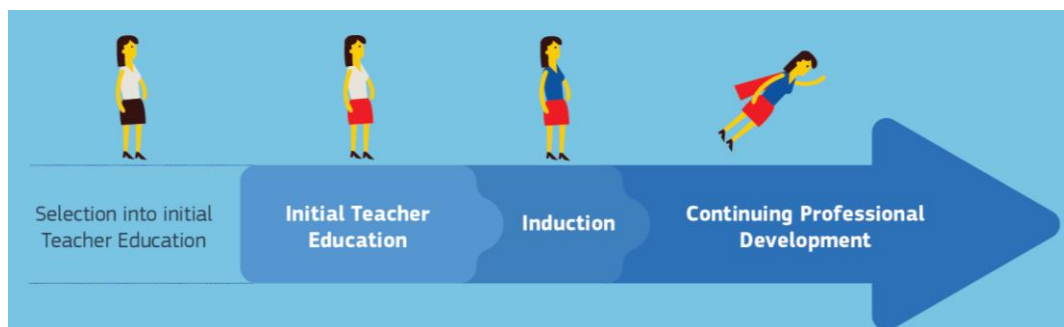 Selection into initial
Teacher Education
Initial Teacher
Education
Induction
Continuing Professional
Development